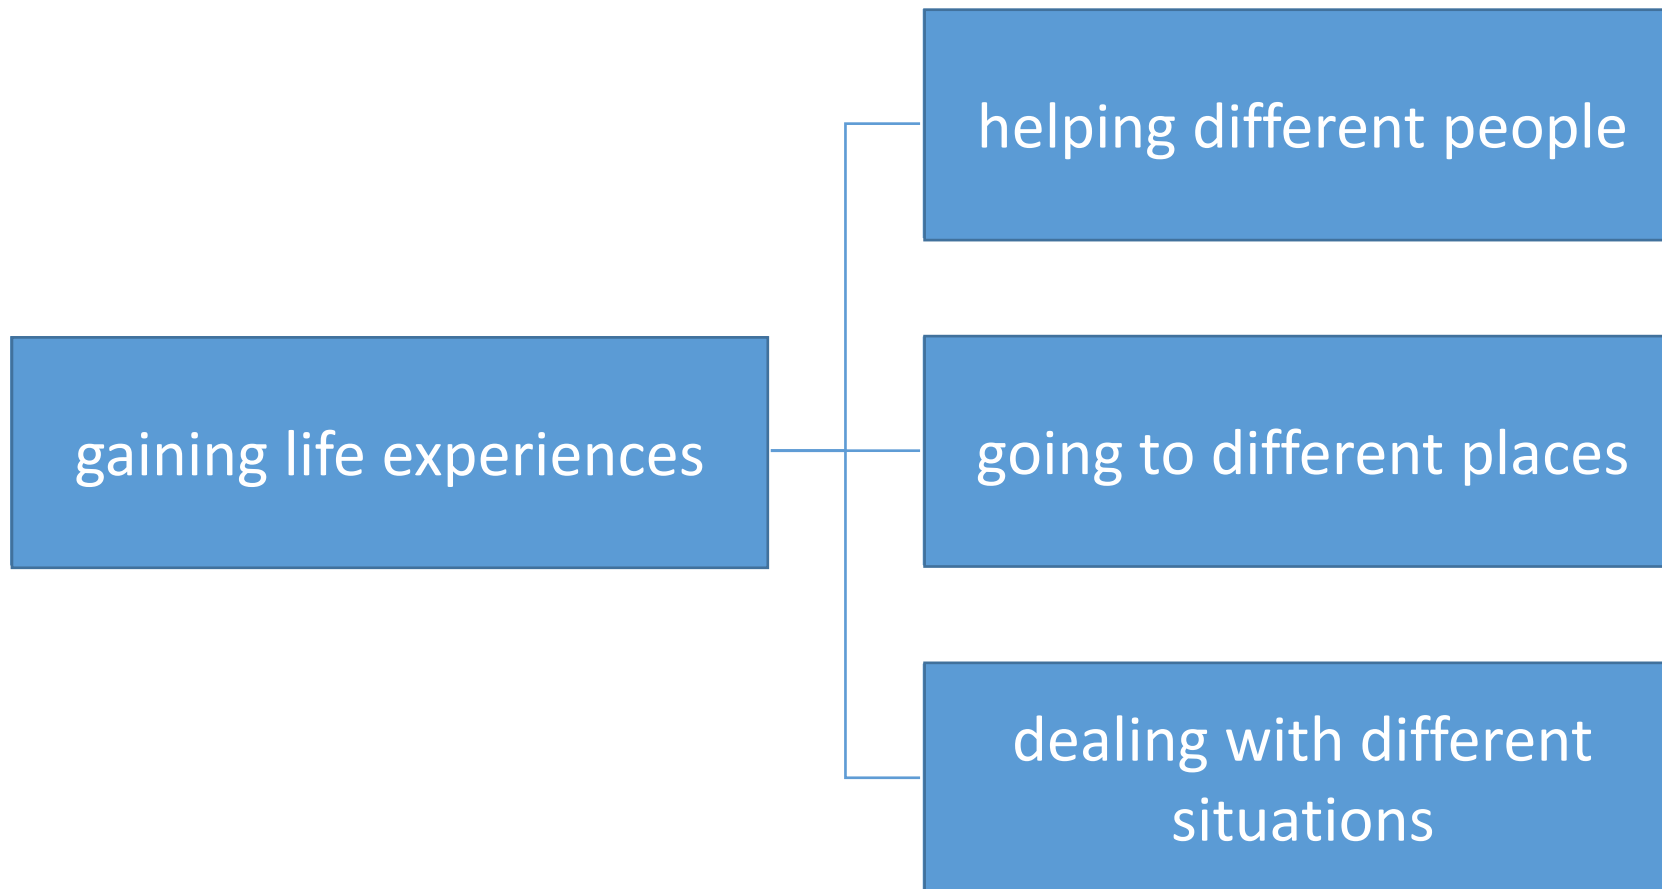 helping different people
gaining life experiences
going to different places
dealing with different
situations